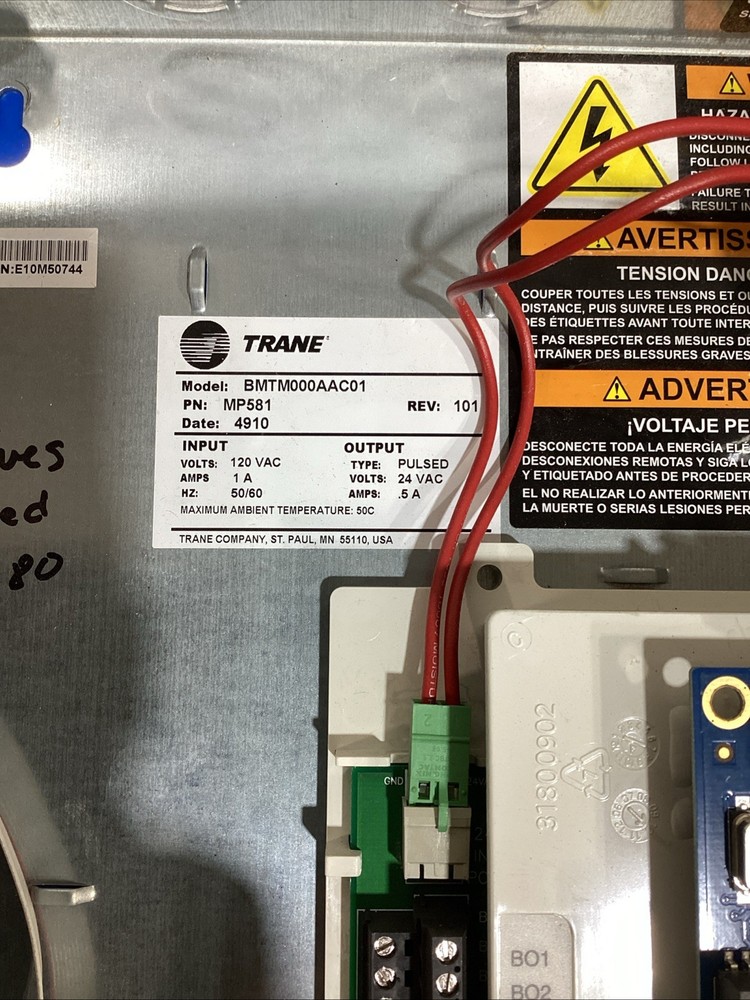 N:E10M50744
TRANE
Model: BMTM000AAC01
PN: MP581
REV: 101
Date: 4910
INPUT
VOLTS: 120 VAC
AMPS 1 A
HZ: 50/60
OUTPUT
TYPE: PULSED
VOLTS: 24 VAC
AMPS: .5 A
MAXIMUM AMBIENT TEMPERATURE: 50C
TRANE COMPANY, ST. PAUL, MN 55110, USA
HAZA
DISCONNE
INCLUDING
FOLLOW L
FAILURE T
RESULT IN
AVERTISS
TENSION DANG
COUPER TOUTES LES TENSIONS ET OU
DISTANCE, PUIS SUIVRE LES PROCÉDU
DES ÉTIQUETTES AVANT TOUTE INTER
E PAS RESPECTER CES MESURES DE
ENTRAÎNER DES BLESSURES GRAVES
ADVER
¡VOLTAJE PE
DESCONECTE TODA LA ENERGÍA ELÉ
DESCONEXIONES REMOTAS Y SIGA LO
Y ETIQUETADO ANTES DE PROCEDER
EL NO REALIZAR LO ANTERIORMENT
LA MUERTE O SERIAS LESIONES PER
ves
ed
80
2
GND
24V
31300902
BO1
BO2